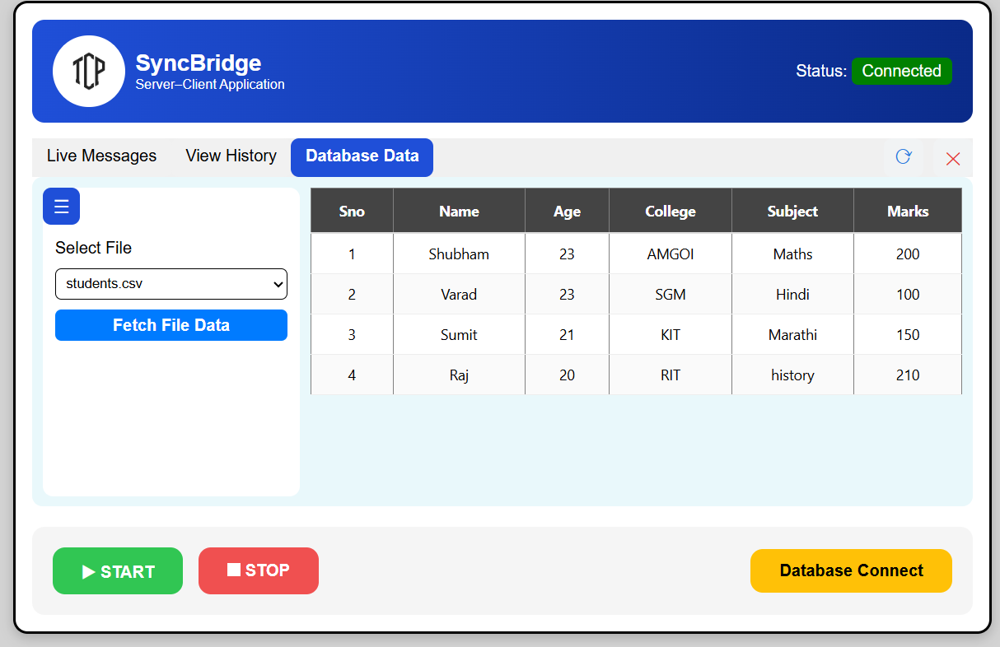 TCP
SyncBridge
Server–Client Application
Status: Connected
Live Messages View History Database Data
Select File
students.csv
Fetch File Data
Sno Name Age College Subject Marks
1 Shubham 23 AMGOI Maths 200
2 Varad 23 SGM Hindi 100
3 Sumit 21 KIT Marathi 150
4 Raj 20 RIT history 210
START STOP Database Connect